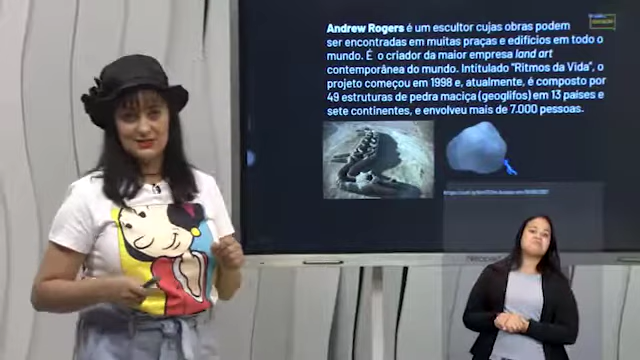 Andrew Rogers é um escultor cujas obras podem
ser encontradas em muitas praças e edifícios em todo o
mundo. É o criador da maior empresa land art
contemporânea do mundo. Intitulado "Ritmos da Vida", o
projeto começou em 1998 e, atualmente, é composto por
49 estruturas de pedra maciça (geoglifos) em 13 países e
sete continentes, e envolveu mais de 7.000 pessoas.